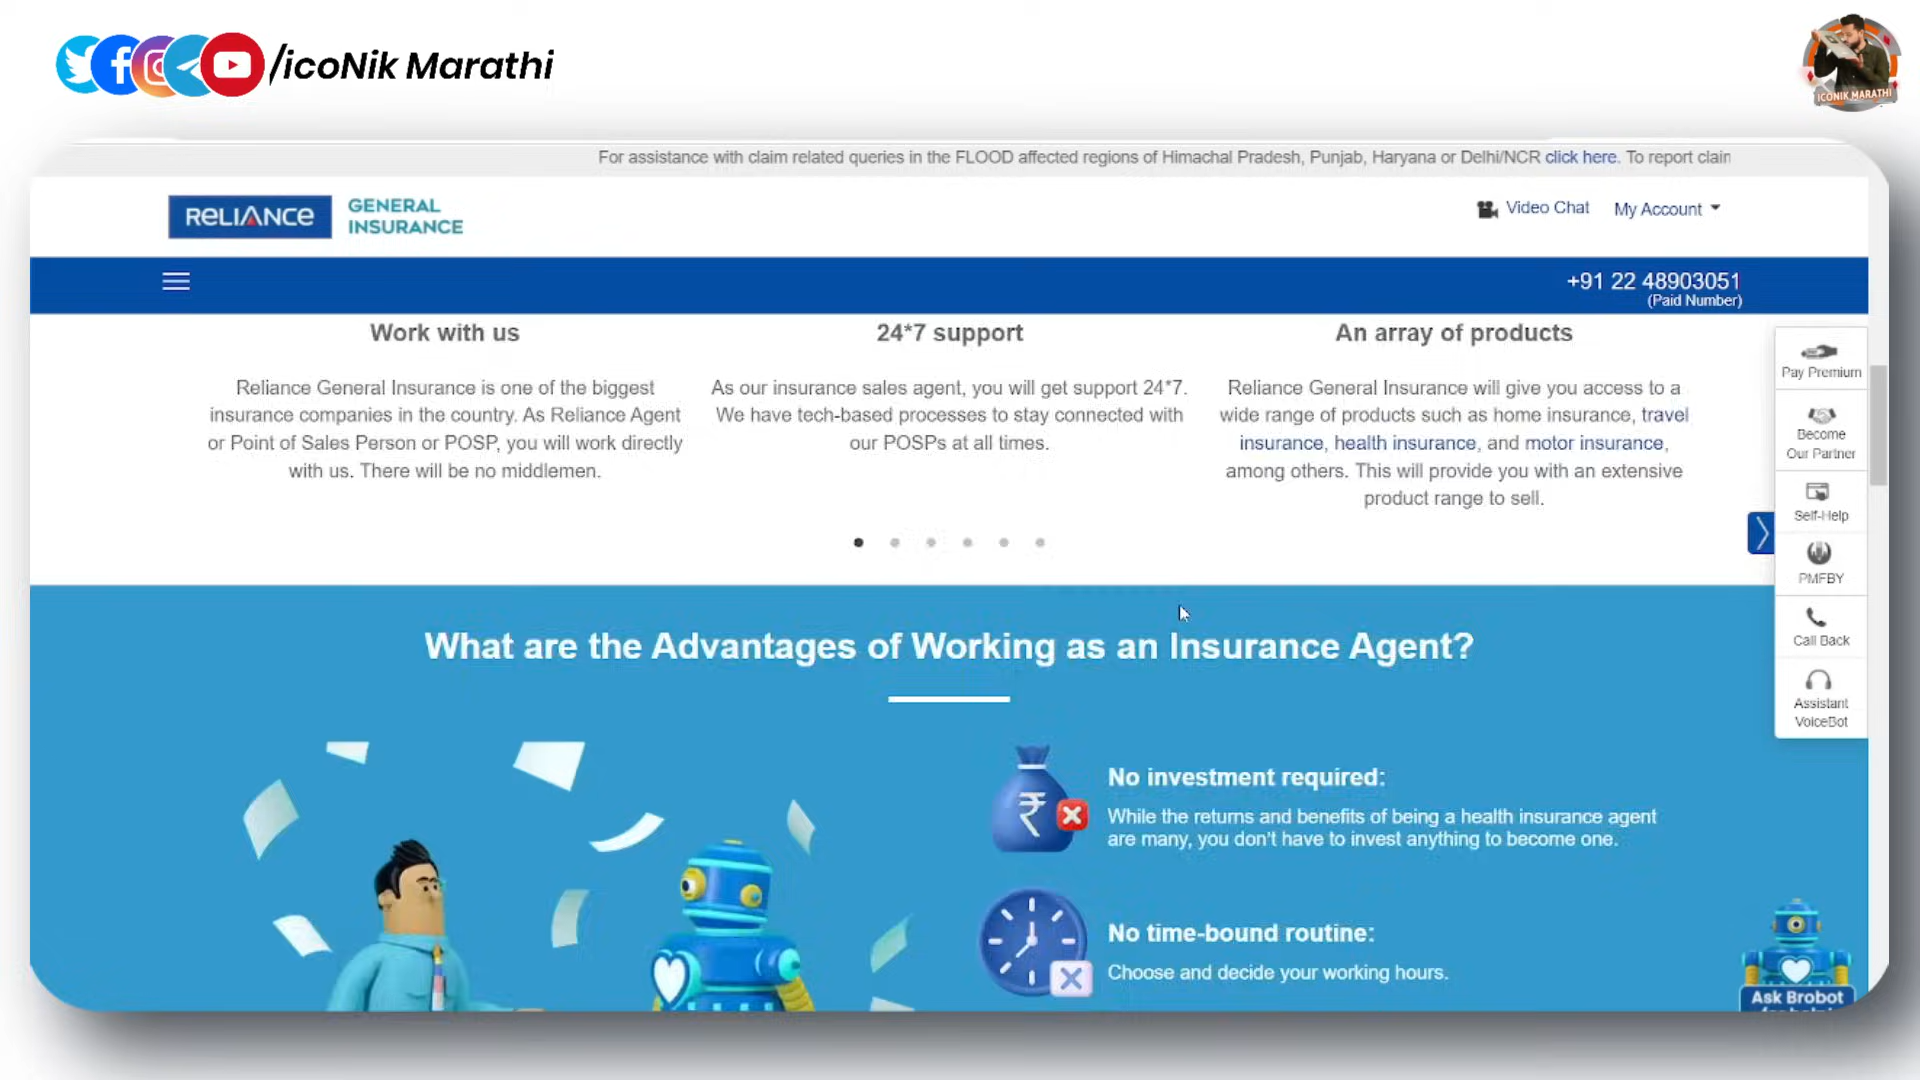 /icoNik Marathi
ICONIK MARATHI
For assistance with claim related queries in the FLOOD affected regions of Himachal Pradesh, Punjab, Haryana or Delhi/NCR click here. To report claim
RELIANCE
GENERAL
INSURANCE
Video Chat
My Account
+91 22 48903051
(Paid Number)
Work with us
Reliance General Insurance is one of the biggest
insurance companies in the country. As Reliance Agent
or Point of Sales Person or POSP, you will work directly
with us. There will be no middlemen.
24*7 support
As our insurance sales agent, you will get support 24*7.
We have tech-based processes to stay connected with
our POSPs at all times.
An array of products
Reliance General Insurance will give you access to a
wide range of products such as home insurance, travel
insurance, health insurance, and motor insurance,
among others. This will provide you with an extensive
product range to sell.
Pay Premium
Become
Our Partner
Self-Help
PMFBY
Call Back
Assistant
VoiceBot
What are the Advantages of Working as an Insurance Agent?
No investment required:
While the returns and benefits of being a health insurance agent
are many, you don't have to invest anything to become one.
No time-bound routine:
Choose and decide your working hours.
Ask Brobot